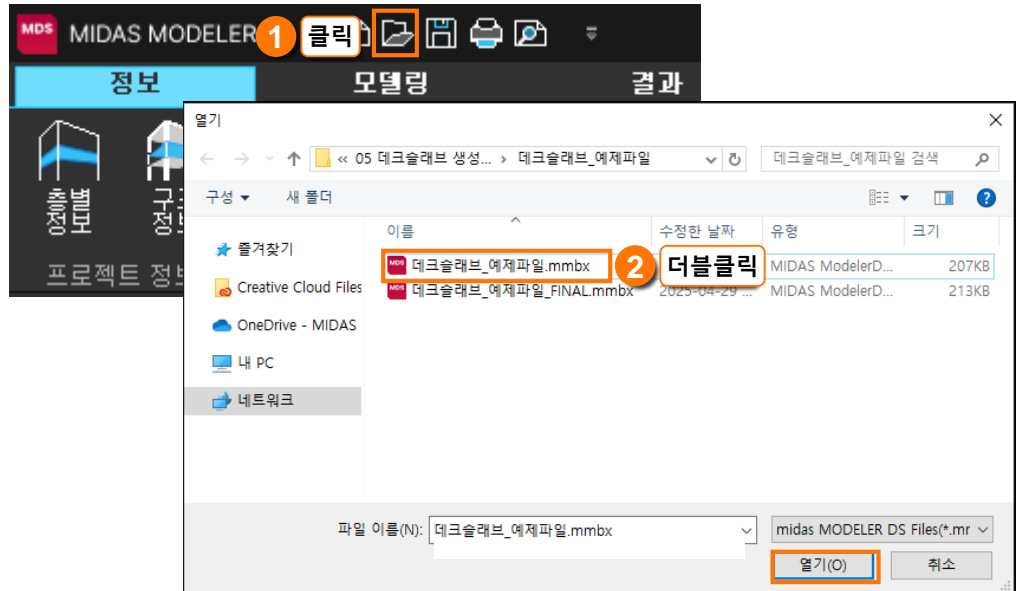 MDS MIDAS MODELER 1 클릭
정보 모델링 결과
층별
정보
프로젝트
열기
« 05 데크슬래브 생성... › 데크슬래브_예제파일
데크슬래브_예제파일 검색
구성 새 폴더
이름 수정한 날짜 유형 크기
즐겨찾기
Creative Cloud Files
OneDrive - MIDAS
내 PC
네트워크
MDS 데크슬래브_예제파일.mmbx 2 더블클릭 MIDAS ModelerD... 207KB
MDS 데크슬래브_예제파일_FINAL.mmbx 2025-04-29 ... MIDAS ModelerD... 213KB
파일 이름(N): 데크슬래브_예제파일.mmbx midas MODELER DS Files(*.mr
열기(O) 취소